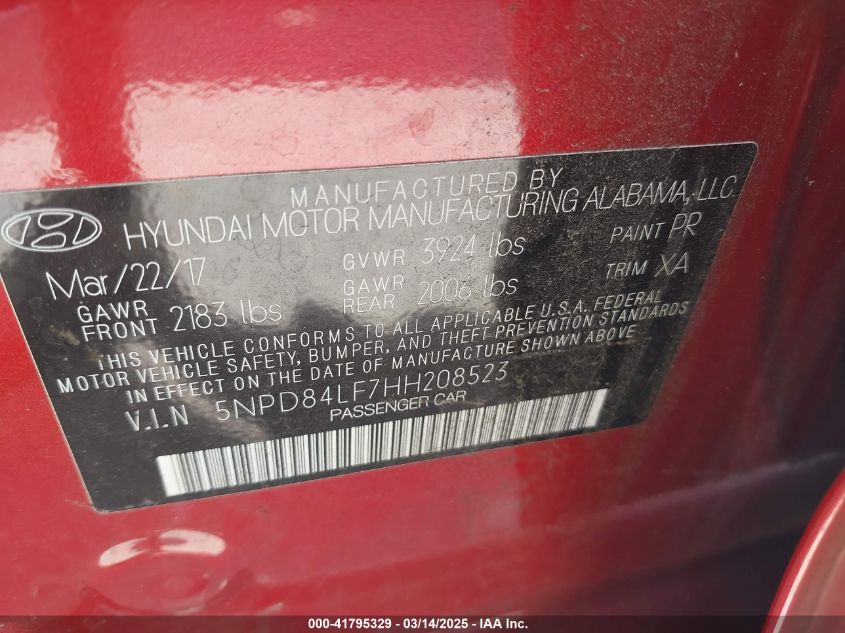 MANUFACTURED BY
HYUNDAI MOTOR MANUFACTURING ALABAMA, LLC
Mar/22/17 GVWR 3924 lbs PAINT PR
GAWR FRONT 2183 lbs GAWR REAR 2006 lbs TRIM XA
THIS VEHICLE CONFORMS TO ALL APPLICABLE U.S.A. FEDERAL
MOTOR VEHICLE SAFETY, BUMPER, AND THEFT PREVENTION STANDARDS
IN EFFECT ON THE DATE OF MANUFACTURE SHOWN ABOVE
V.I.N 5NPD84LF7HH208523
PASSENGER CAR
000-41795329 - 03/14/2025 - IAA Inc.